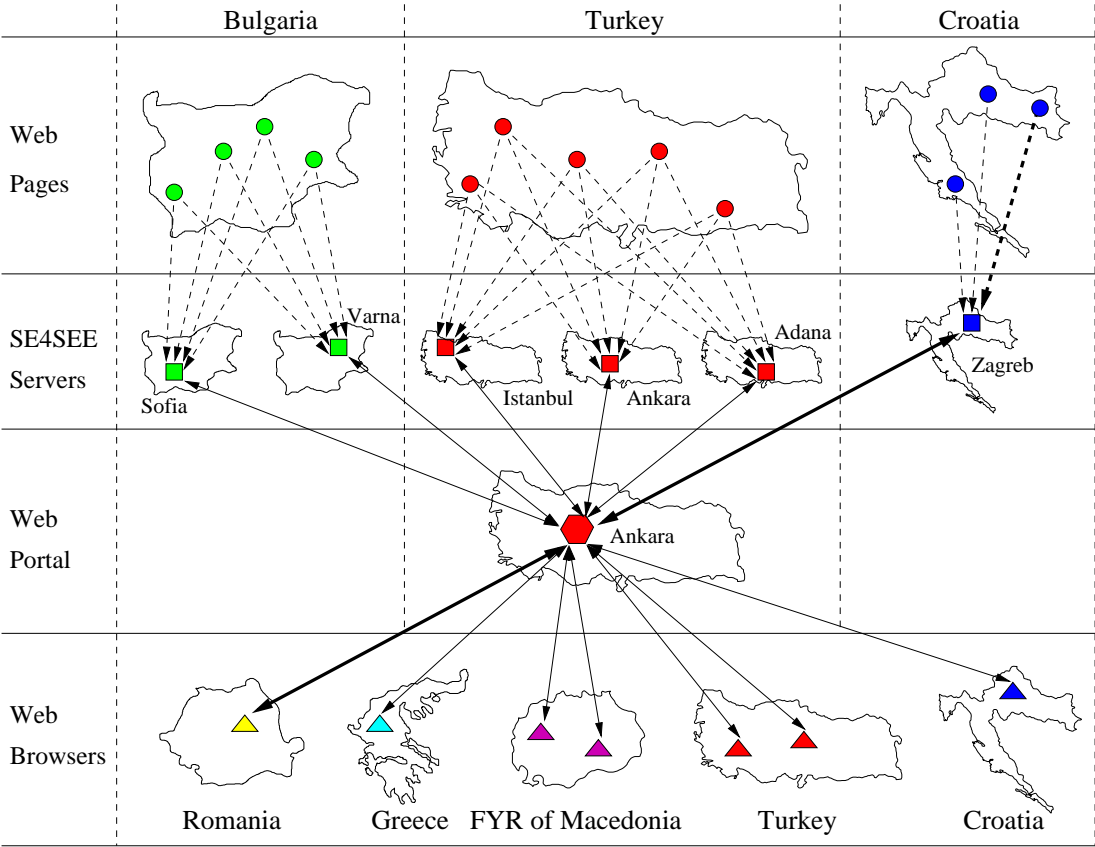 Bulgaria
Turkey
Croatia
Web
Pages
SE4SEE
Servers
Varna
Adana
Sofia
Istanbul
Ankara
Zagreb
Web
Portal
Ankara
Web
Browsers
Romania
Greece
FYR of Macedonia
Turkey
Croatia